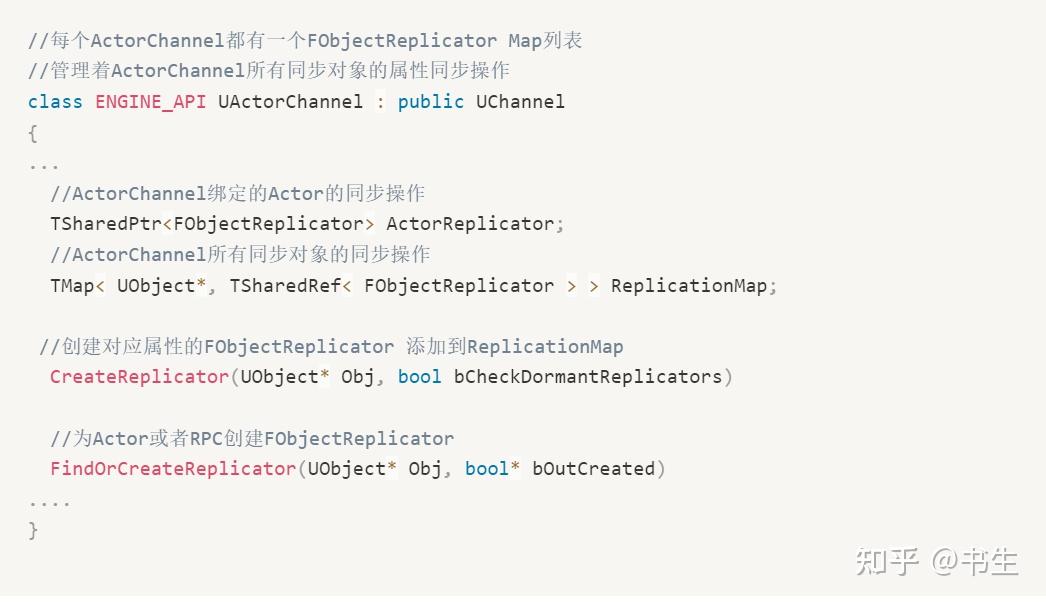 //每个ActorChannel都有一个FObjectReplicator Map列表
//管理着ActorChannel所有同步对象的属性同步操作
class ENGINE_API UActorChannel : public UChannel
{
...
//ActorChannel绑定的Actor的同步操作
TSharedPtr<FObjectReplicator> ActorReplicator;
//ActorChannel所有同步对象的同步操作
TMap< UObject*, TSharedRef< FObjectReplicator > > ReplicationMap;
//创建对应属性的FObjectReplicator 添加到ReplicationMap
CreateReplicator(UObject* Obj, bool bCheckDormantReplicators)
//为Actor或者RPC创建FObjectReplicator
FindOrCreateReplicator(UObject* Obj, bool* bOutCreated)
....
}
知乎 @书生